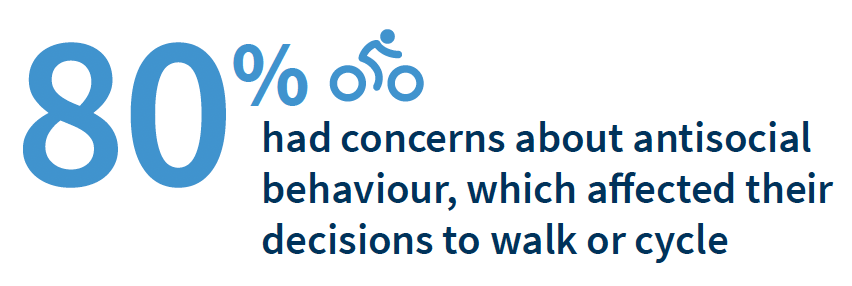 80%
had concerns about antisocial
behaviour, which affected their
decisions to walk or cycle